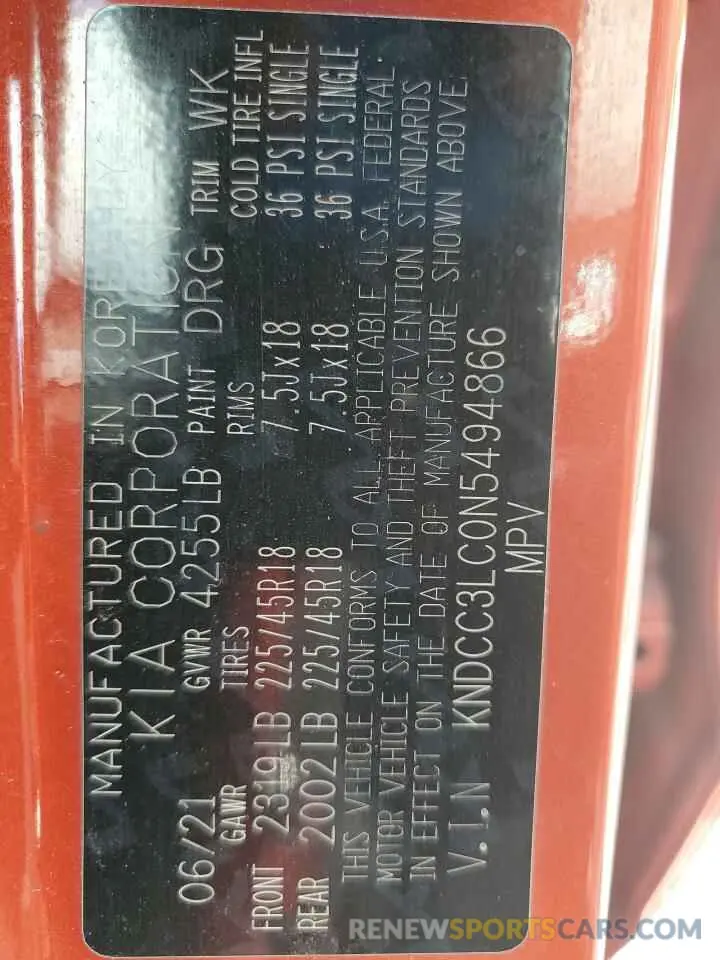 MANUFACTURED IN KOREA BY
KIA CORPORATION
06/21 GVWR 4255LB PAINT DRG TRIM WK
GAWR TIRES RIMS COLD TIRE INFL
FRONT 2319LB 225/45R18 7.5Jx18 36 PSI SINGLE
REAR 2002LB 225/45R18 7.5Jx18 36 PSI SINGLE
THIS VEHICLE CONFORMS TO ALL APPLICABLE U.S.A. FEDERAL
MOTOR VEHICLE SAFETY AND THEFT PREVENTION STANDARDS
IN EFFECT ON THE DATE OF MANUFACTURE SHOWN ABOVE.
V.I.N KNDCC3LC0N5494866
MPV
RENEWSPORTSCARS.COM